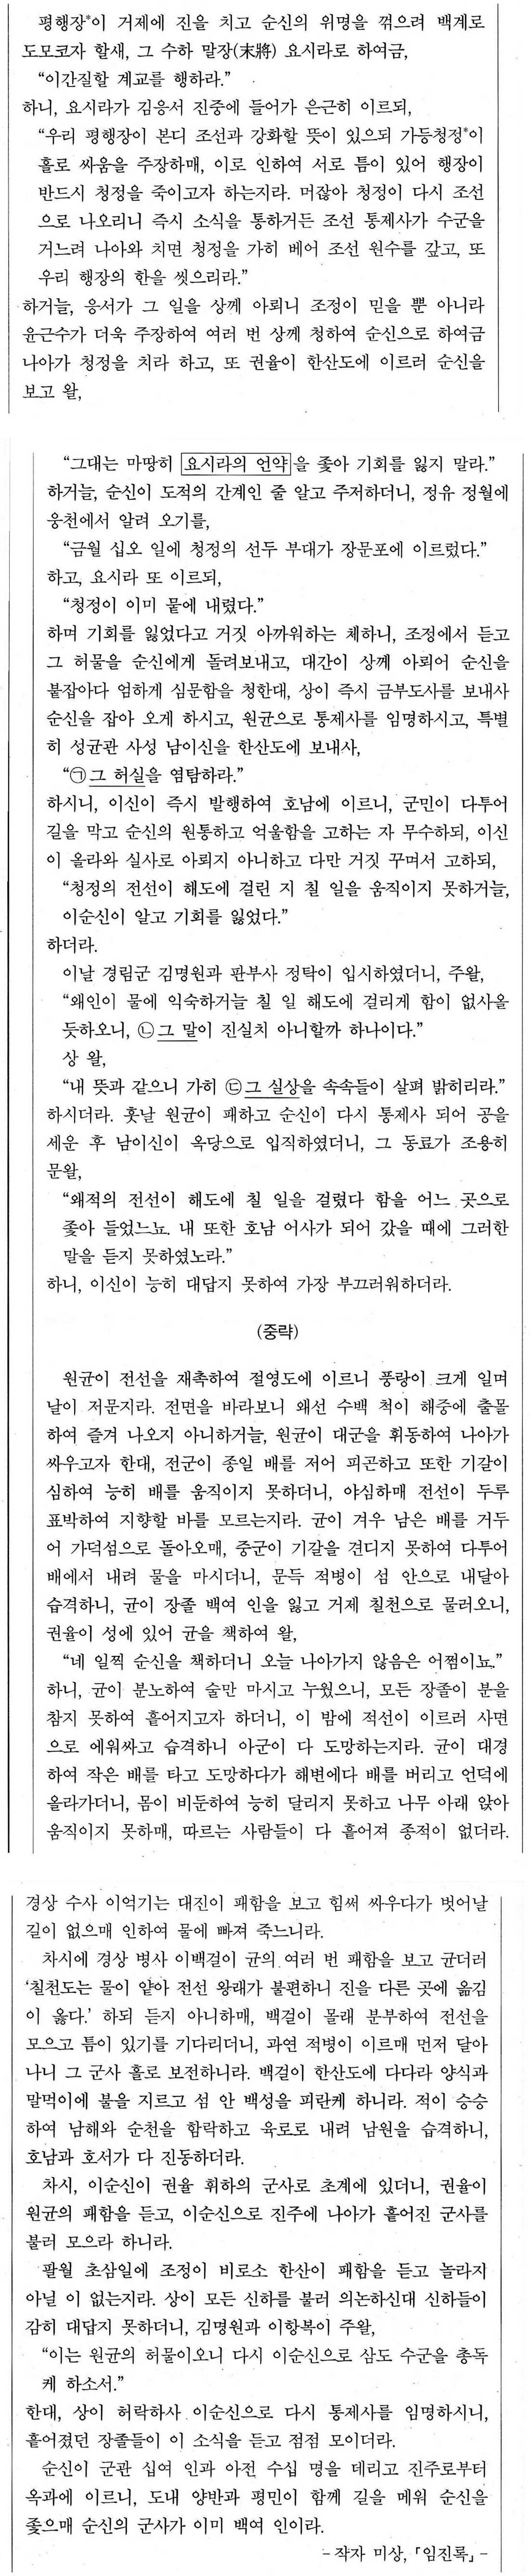 평행장*이 거제에 진을 치고 순신의 위명을 꺾으려 백계로
도모코자 할새, 그 수하 말장(末將) 요시라로 하여금,
“이간질할 계교를 행하라.”
하니, 요시라가 김응서 진중에 들어가 은근히 이르되,
“우리 평행장이 본디 조선과 강화할 뜻이 있으되 가등청정*이
홀로 싸움을 주장하매, 이로 인하여 서로 틈이 있어 행장이
반드시 청정을 죽이고자 하는지라. 머잖아 청정이 다시 조선
으로 나오리니 즉시 소식을 통하거든 조선 통제사가 수군을
거느려 나아와 치면 청정을 가히 베어 조선 원수를 갚고, 또
우리 행장의 한을 씻으리라.”
하거늘, 응서가 그 일을 상께 아뢰니 조정이 믿을 뿐 아니라
윤근수가 더욱 주장하여 여러 번 상께 청하여 순신으로 하여금
나아가 청정을 치라 하고, 또 권율이 한산도에 이르러 순신을
보고 왈,
“그대는 마땅히 요시라의 언약을 좇아 기회를 잃지 말라.”
하거늘, 순신이 도적의 간계인 줄 알고 주저하더니, 정유 정월에
웅천에서 알려 오기를,
“금월 십오 일에 청정의 선두 부대가 장문포에 이르렀다.”
하고, 요시라 또 이르되,
“청정이 이미 뭍에 내렸다.”
하며 기회를 잃었다고 거짓 아까워하는 체하니, 조정에서 듣고
그 허물을 순신에게 돌려보내고, 대간이 상께 아뢰어 순신을
붙잡아다 엄하게 심문함을 청한대, 상이 즉시 금부도사를 보내사
순신을 잡아 오게 하시고, 원균으로 통제사를 임명하시고, 특별
히 성균관 사성 남이신을 한산도에 보내사,
“㉠그 허실을 염탐하라.”
하시니, 이신이 즉시 발행하여 호남에 이르니, 군민이 다투어
길을 막고 순신의 원통하고 억울함을 고하는 자 무수하되, 이신
이 올라와 실사로 아뢰지 아니하고 다만 거짓 꾸며서 고하되,
“청정의 전선이 해도에 걸린 지 칠 일을 움직이지 못하거늘,
이순신이 알고 기회를 잃었다.”
하더라.
이날 경림군 김명원과 판부사 정탁이 입시하였더니, 주왈,
“왜인이 물에 익숙하거늘 칠 일 해도에 걸리게 함이 없사올
듯하오니, ㉡그 말이 진실치 아니할까 하나이다.”
상 왈,
“내 뜻과 같으니 가히 ㉢그 실상을 속속들이 살펴 밝히리라.”
하시더라. 훗날 원균이 패하고 순신이 다시 통제사 되어 공을
세운 후 남이신이 옥당으로 입직하였더니, 그 동료가 조용히
문왈,
“왜적의 전선이 해도에 칠 일을 걸렸다 함을 어느 곳으로
좇아 들었느뇨. 내 또한 호남 어사가 되어 갔을 때에 그러한
말을 듣지 못하였노라.”
하니, 이신이 능히 대답지 못하여 가장 부끄러워하더라.
(중략)
원균이 전선을 재촉하여 절영도에 이르니 풍랑이 크게 일며
날이 저문지라. 전면을 바라보니 왜선 수백 척이 해중에 출몰
하여 즐겨 나오지 아니하거늘, 원균이 대군을 휘동하여 나아가
싸우고자 한대, 전군이 종일 배를 저어 피곤하고 또한 기갈이
심하여 능히 배를 움직이지 못하더니, 야심하매 전선이 두루
표박하여 지향할 바를 모르는지라. 균이 겨우 남은 배를 거두
어 가덕섬으로 돌아오매, 중군이 기갈을 견디지 못하여 다투어
배에서 내려 물을 마시더니, 문득 적병이 섬 안으로 내달아
습격하니, 균이 장졸 백여 인을 잃고 거제 칠천으로 물러오니,
권율이 성에 있어 균을 책하여 왈,
“네 일찍 순신을 책하더니 오늘 나아가지 않음은 어쩜이뇨.”
하니, 균이 분노하여 술만 마시고 누웠으니, 모든 장졸이 분을
참지 못하여 흩어지고자 하더니, 이 밤에 적선이 이르러 사면
으로 에워싸고 습격하니 아군이 다 도망하는지라. 균이 대경
하여 작은 배를 타고 도망하다가 해변에다 배를 버리고 언덕에
올라가더니, 몸이 비둔하여 능히 달리지 못하고 나무 아래 앉아
움직이지 못하매, 따르는 사람들이 다 흩어져 종적이 없더라.
경상 수사 이억기는 대진이 패함을 보고 힘써 싸우다가 벗어날
길이 없으매 인하여 물에 빠져 죽느니라.
차시에 경상 병사 이백걸이 균의 여러 번 패함을 보고 균더러
‘칠천도는 물이 얕아 전선 왕래가 불편하니 진을 다른 곳에 옮김
이 옳다.’ 하되 듣지 아니하매, 백걸이 몰래 분부하여 전선을
모으고 틈이 있기를 기다리더니, 과연 적병이 이르매 먼저 달아
나니 그 군사 홀로 보전하니라. 백걸이 한산도에 다다라 양식과
말먹이에 불을 지르고 섬 안 백성을 피란케 하니라. 적이 승승
하여 남해와 순천을 함락하고 육로로 내려 남원을 습격하니,
호남과 호서가 다 진동하더라.
차시, 이순신이 권율 휘하의 군사로 초계에 있더니, 권율이
원균의 패함을 듣고, 이순신으로 진주에 나아가 흩어진 군사를
불러 모으라 하니라.
팔월 초삼일에 조정이 비로소 한산이 패함을 듣고 놀라지
아닐 이 없는지라. 상이 모든 신하를 불러 의논하신대 신하들이
감히 대답지 못하더니, 김명원과 이항복이 주왈,
“이는 원균의 허물이오니 다시 이순신으로 삼도 수군을 총독
케 하소서.”
한대, 상이 허락하사 이순신으로 다시 통제사를 임명하시니,
흩어졌던 장졸들이 이 소식을 듣고 점점 모이더라.
순신이 군관 십여 인과 아전 수십 명을 데리고 진주로부터
옥과에 이르니, 도내 양반과 평민이 함께 길을 메워 순신을
좇으매 순신의 군사가 이미 백여 인이라.
- 작자 미상, ｢임진록｣ -